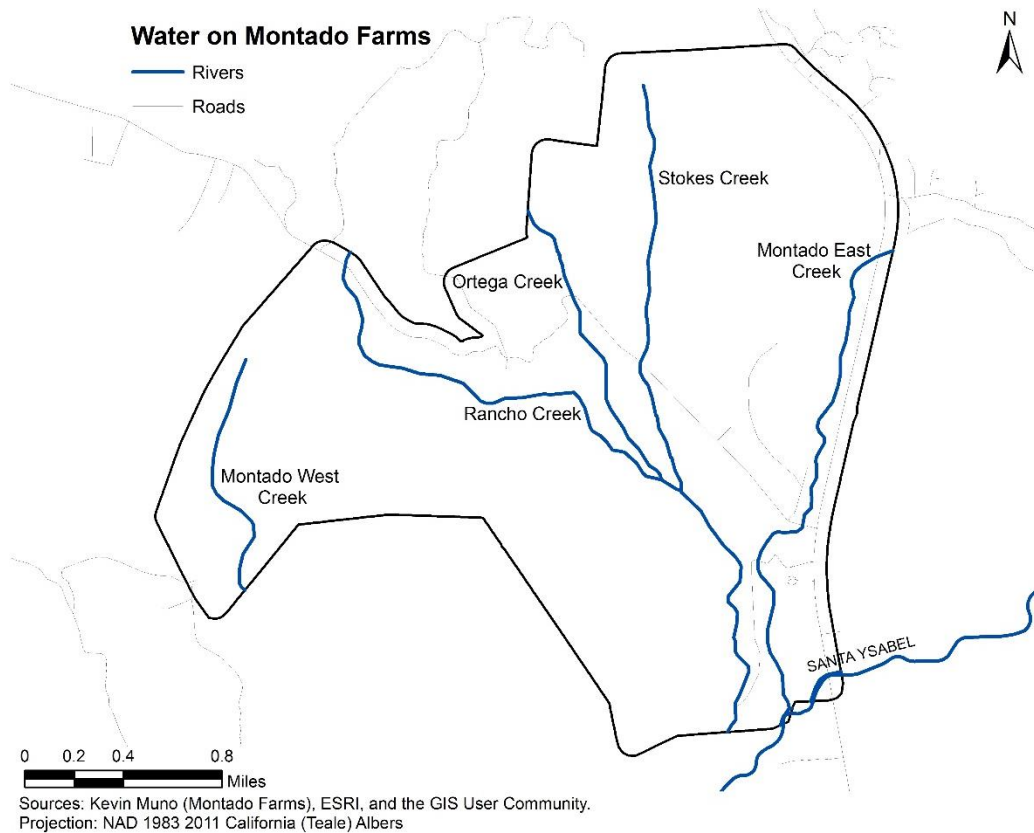 Water on Montado Farms
Rivers
Roads
N
Stokes Creek
Montado East
Creek
Ortega Creek
Rancho Creek
Montado West
Creek
SANTA YSABEL
0 0.2 0.4 0.8
Miles
Sources: Kevin Muno (Montado Farms), ESRI, and the GIS User Community.
Projection: NAD 1983 2011 California (Teale) Albers